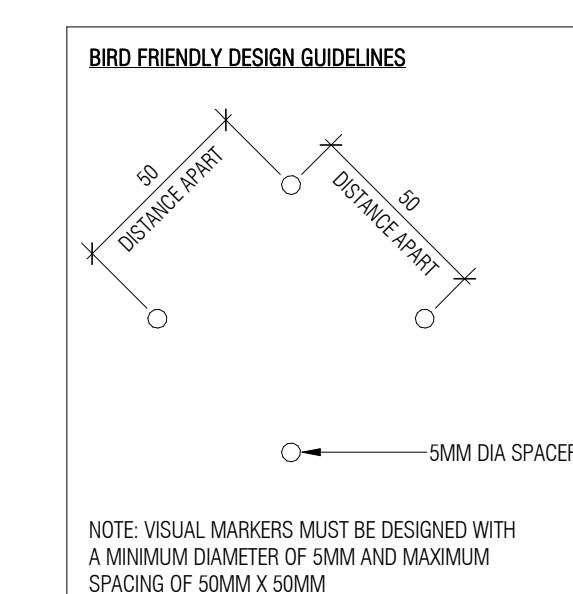 BIRD FRIENDLY DESIGN GUIDELINES
50
DISTANCE APART
50
DISTANCE APART
5MM DIA SPACER
NOTE: VISUAL MARKERS MUST BE DESIGNED WITH
A MINIMUM DIAMETER OF 5MM AND MAXIMUM
SPACING OF 50MM X 50MM